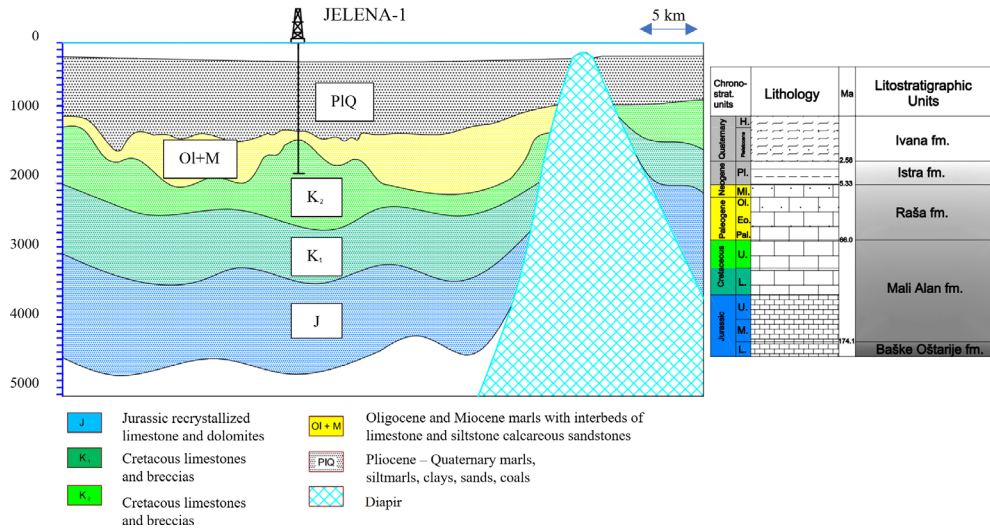 JELENA-1
5 km
0
1000
2000
3000
4000
5000
PlQ
Ol+M
K₂
K₁
J
Chrono-
strat.
units
Lithology
Ma
Litostratigraphic
Units
Quaternary
H.
Pleistocene
Ivana fm.
2.58
Neogene
Pl.
Istra fm.
5.33
Mi.
Paleogene
Ol.
Eo.
Pal.
Raša fm.
66.0
Cretaceous
U.
L.
Mali Alan fm.
Jurassic
U.
M.
174.1
L.
Baške Oštarije fm.
J
Jurassic recrystallized
limestone and dolomites
K₁
Cretacous limestones
and breccias
K₂
Cretacous limestones
and breccias
Ol + M
Oligocene and Miocene marls with interbeds of
limestone and siltstone calcareous sandstones
PlQ
Pliocene – Quaternary marls,
siltmarls, clays, sands, coals
Diapir